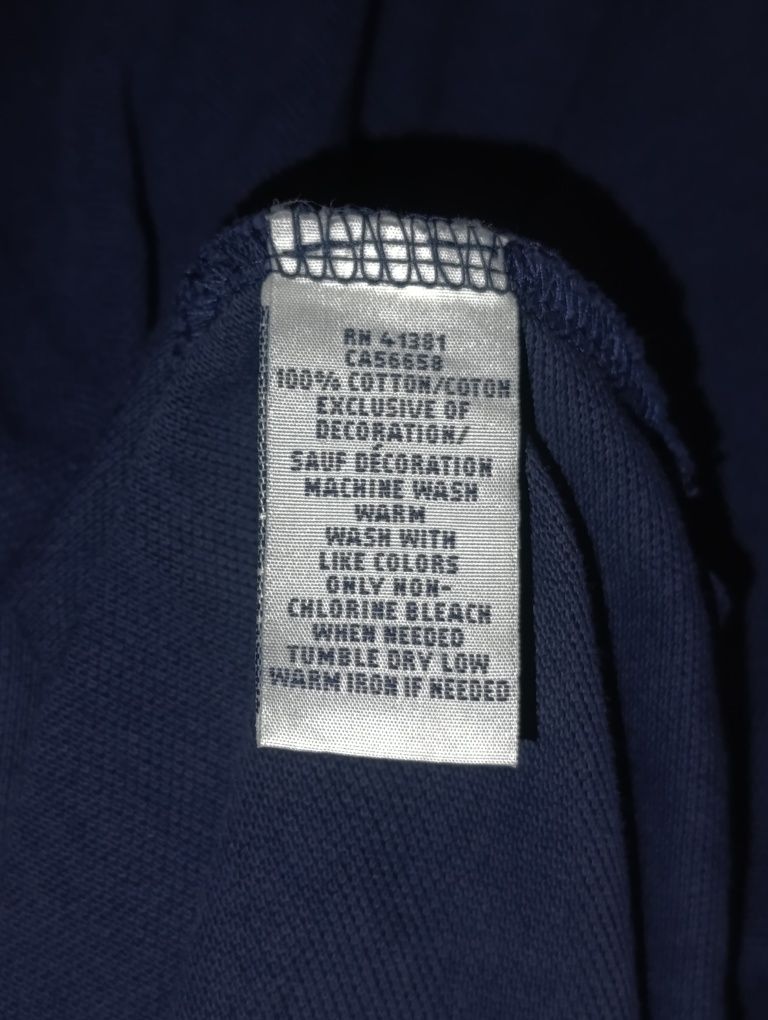 RN 41381
CA56658
100% COTTON/COTON
EXCLUSIVE OF
DECORATION/
SAUF DÉCORATION
MACHINE WASH
WARM
WASH WITH
LIKE COLORS
ONLY NON-
CHLORINE BLEACH
WHEN NEEDED
TUMBLE DRY LOW
WARM IRON IF NEEDED